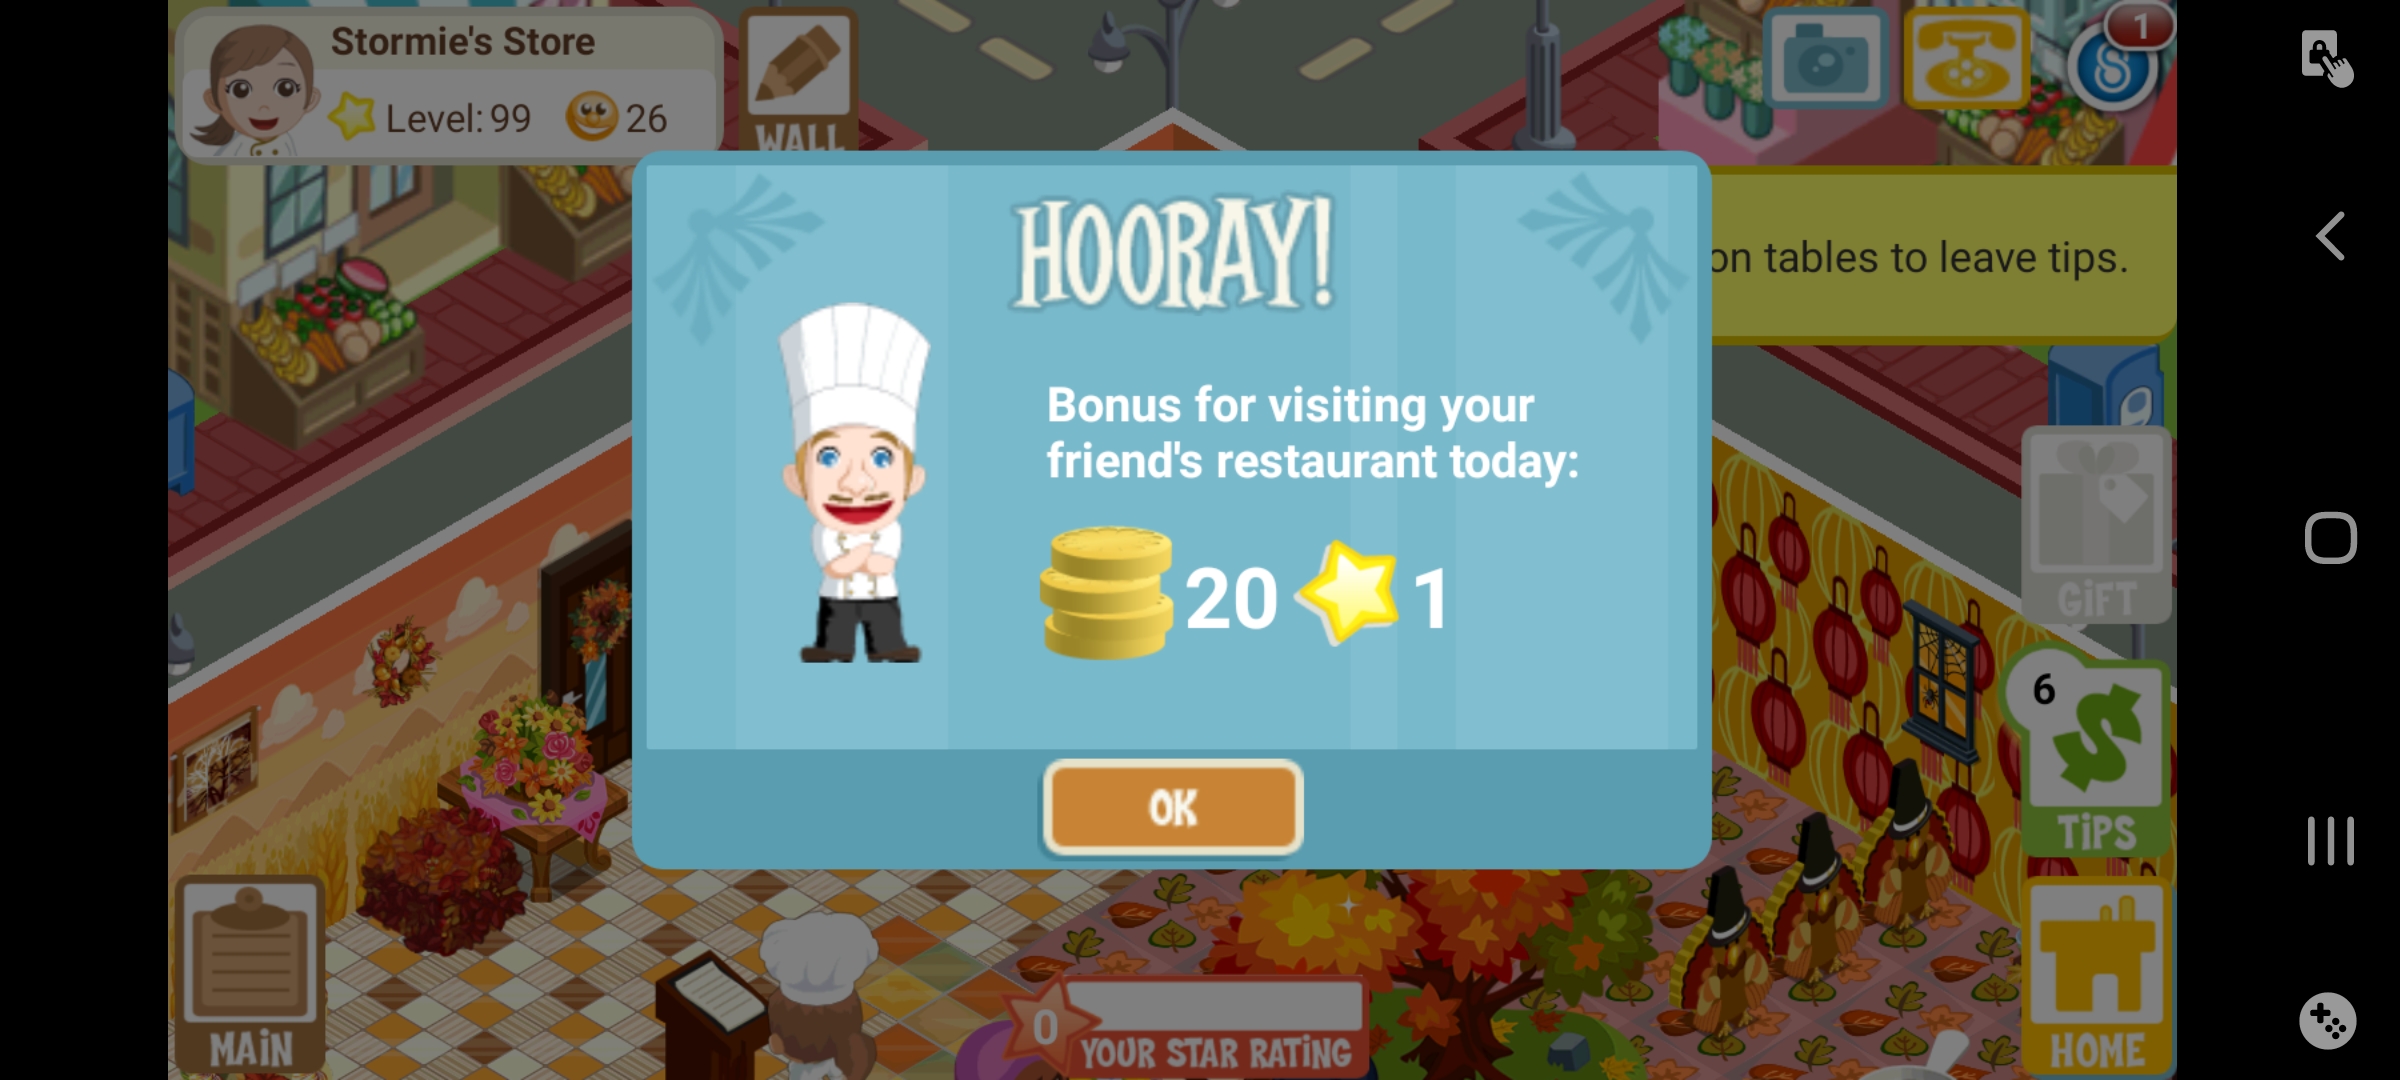 Stormie's Store
Level: 99 26
WALL
1
HOORAY!
on tables to leave tips.
Bonus for visiting your
friend's restaurant today:
20 1
GiFT
6
TiPS
OK
0
YOUR STAR RATiNG
MAiN
HOME